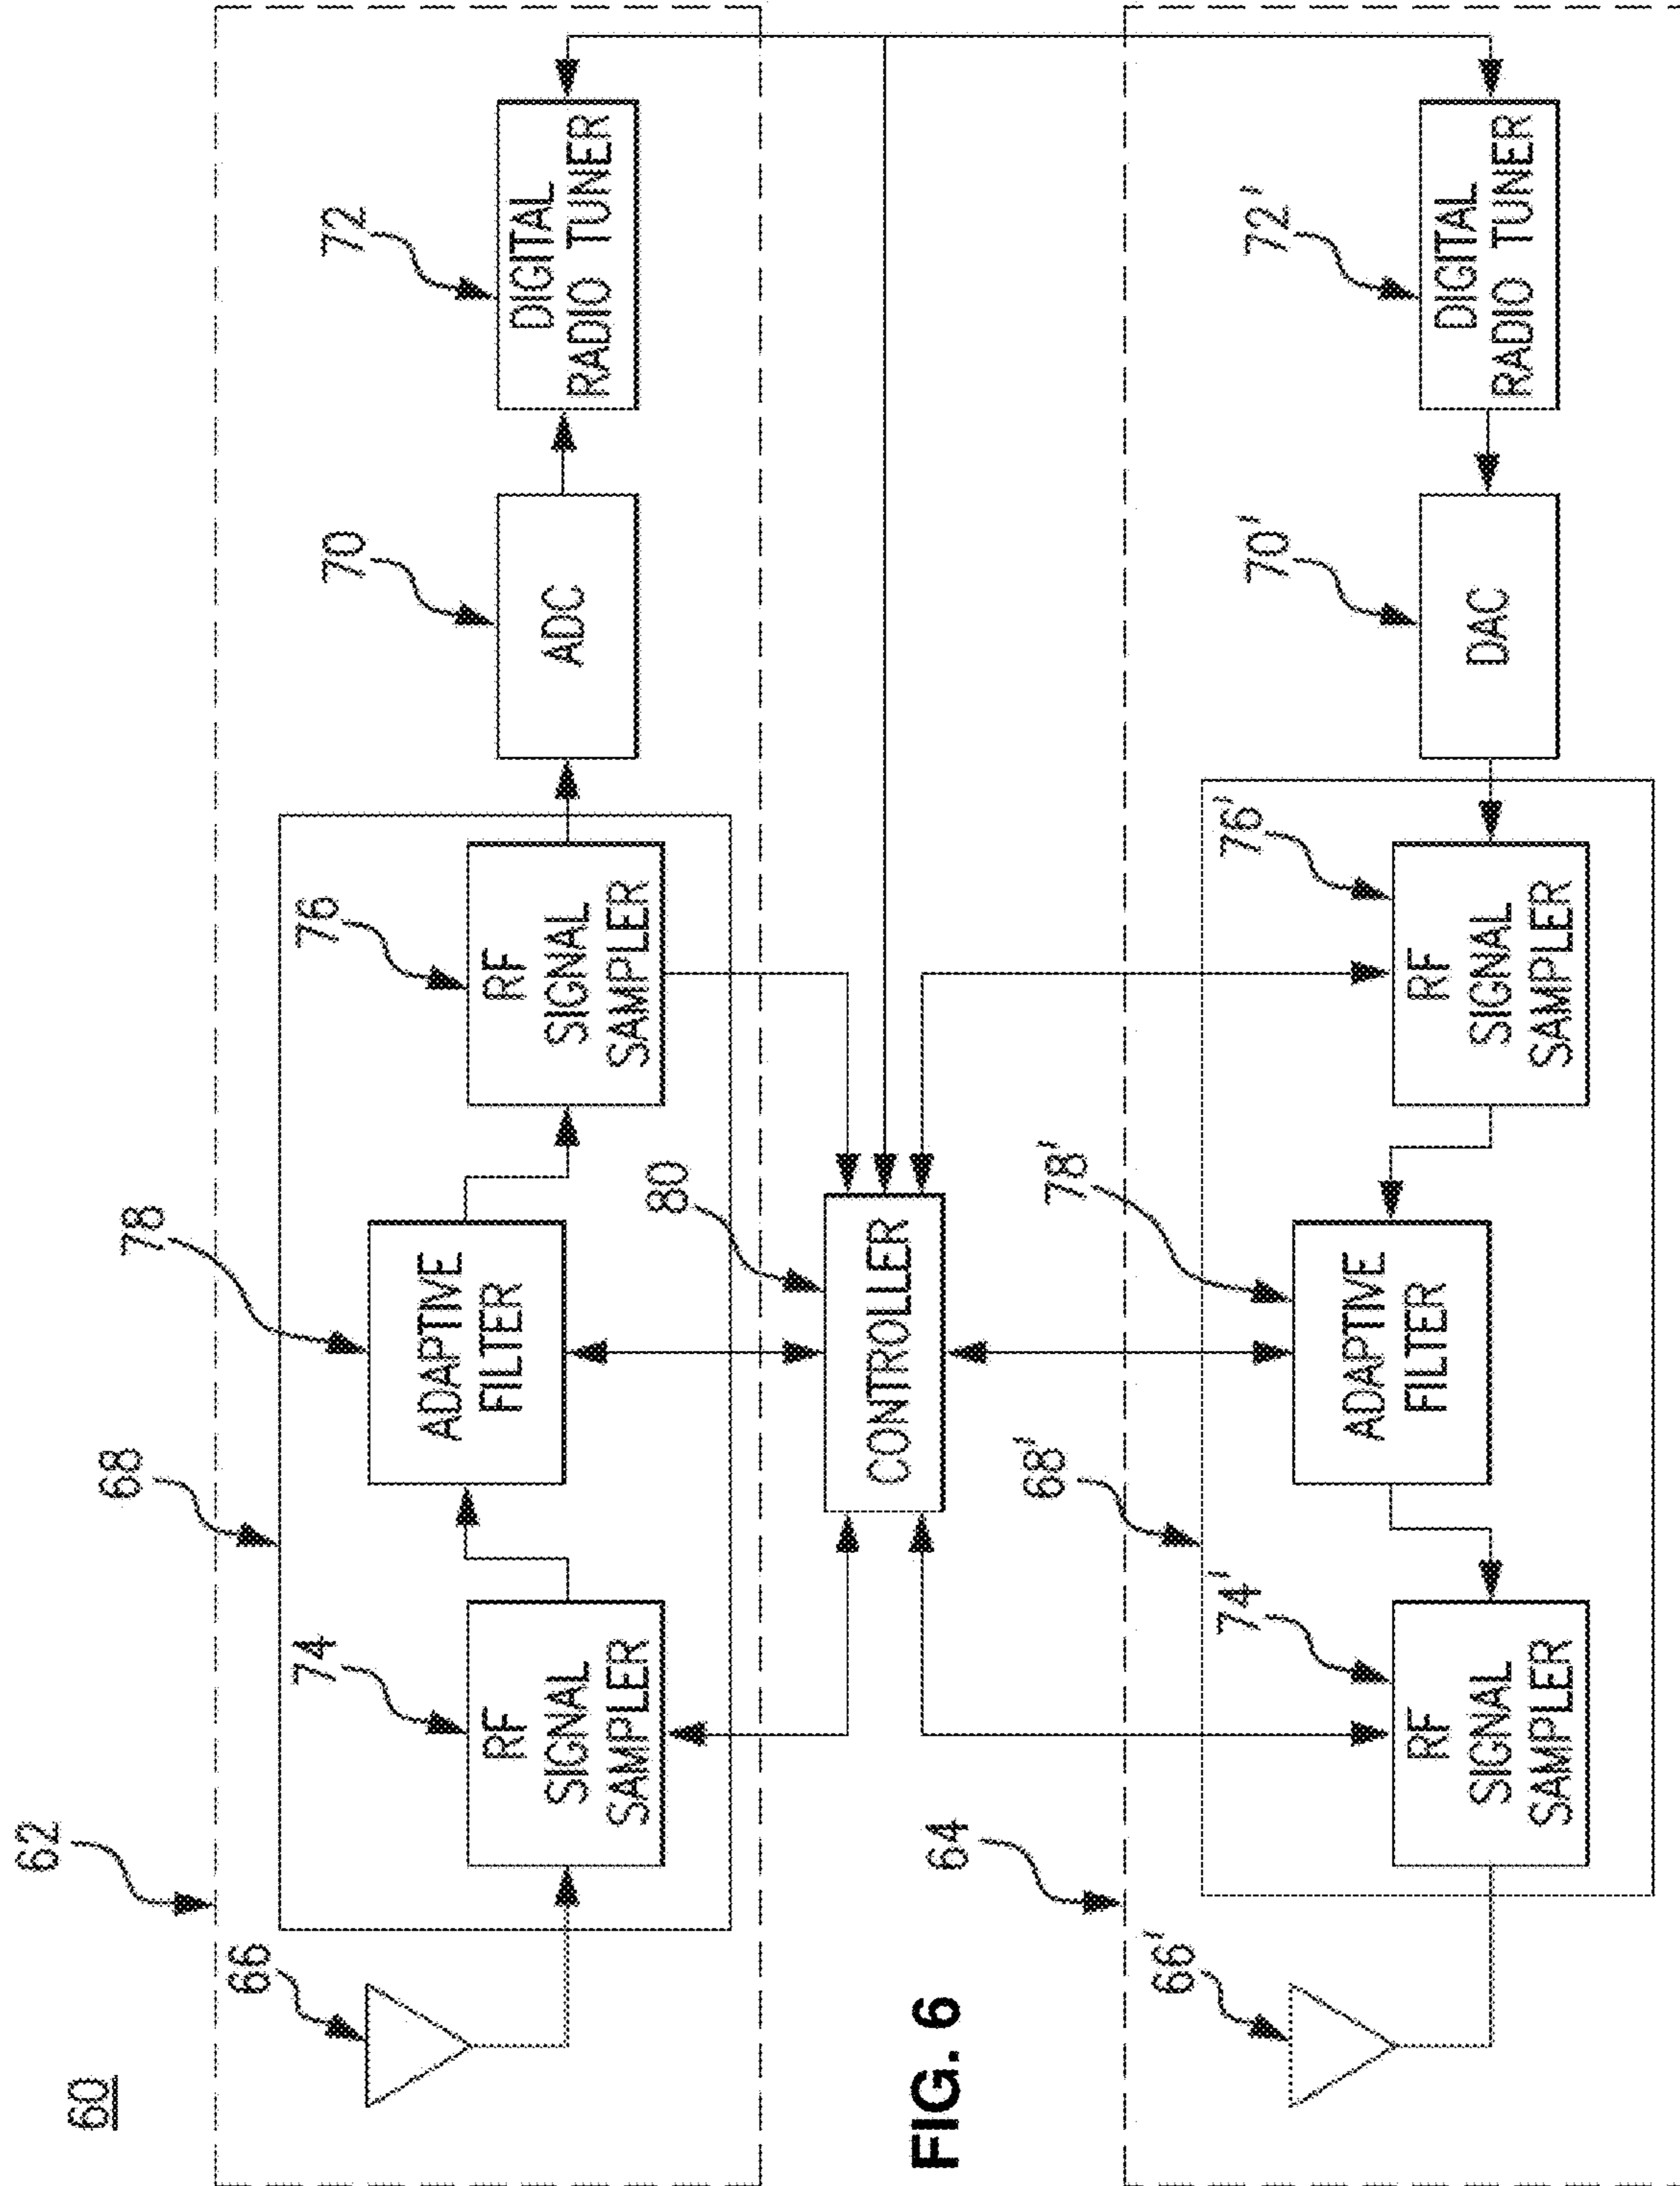 60
62
66
68
74
RF
SIGNAL
SAMPLER
78
ADAPTIVE
FILTER
76
RF
SIGNAL
SAMPLER
70
ADC
72
DIGITAL
RADIO TUNER
80
CONTROLLER
FIG. 6
64
66'
68'
74'
RF
SIGNAL
SAMPLER
78'
ADAPTIVE
FILTER
76'
RF
SIGNAL
SAMPLER
70'
DAC
72'
DIGITAL
RADIO TUNER